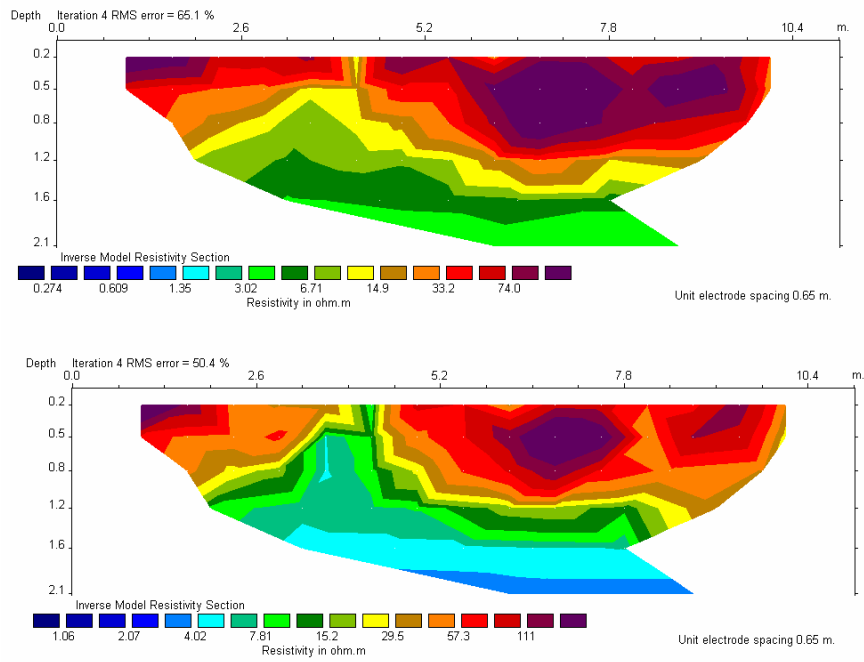 Depth Iteration 4 RMS error = 65.1 %
0.0 2.6 5.2 7.8 10.4 m.
0.2
0.5
0.8
1.2
1.6
2.1
Inverse Model Resistivity Section
0.274 0.609 1.35 3.02 6.71 14.9 33.2 74.0
Resistivity in ohm.m
Unit electrode spacing 0.65 m.
Depth Iteration 4 RMS error = 50.4 %
0.0 2.6 5.2 7.8 10.4 m.
0.2
0.5
0.8
1.2
1.6
2.1
Inverse Model Resistivity Section
1.06 2.07 4.02 7.81 15.2 29.5 57.3 111
Resistivity in ohm.m
Unit electrode spacing 0.65 m.